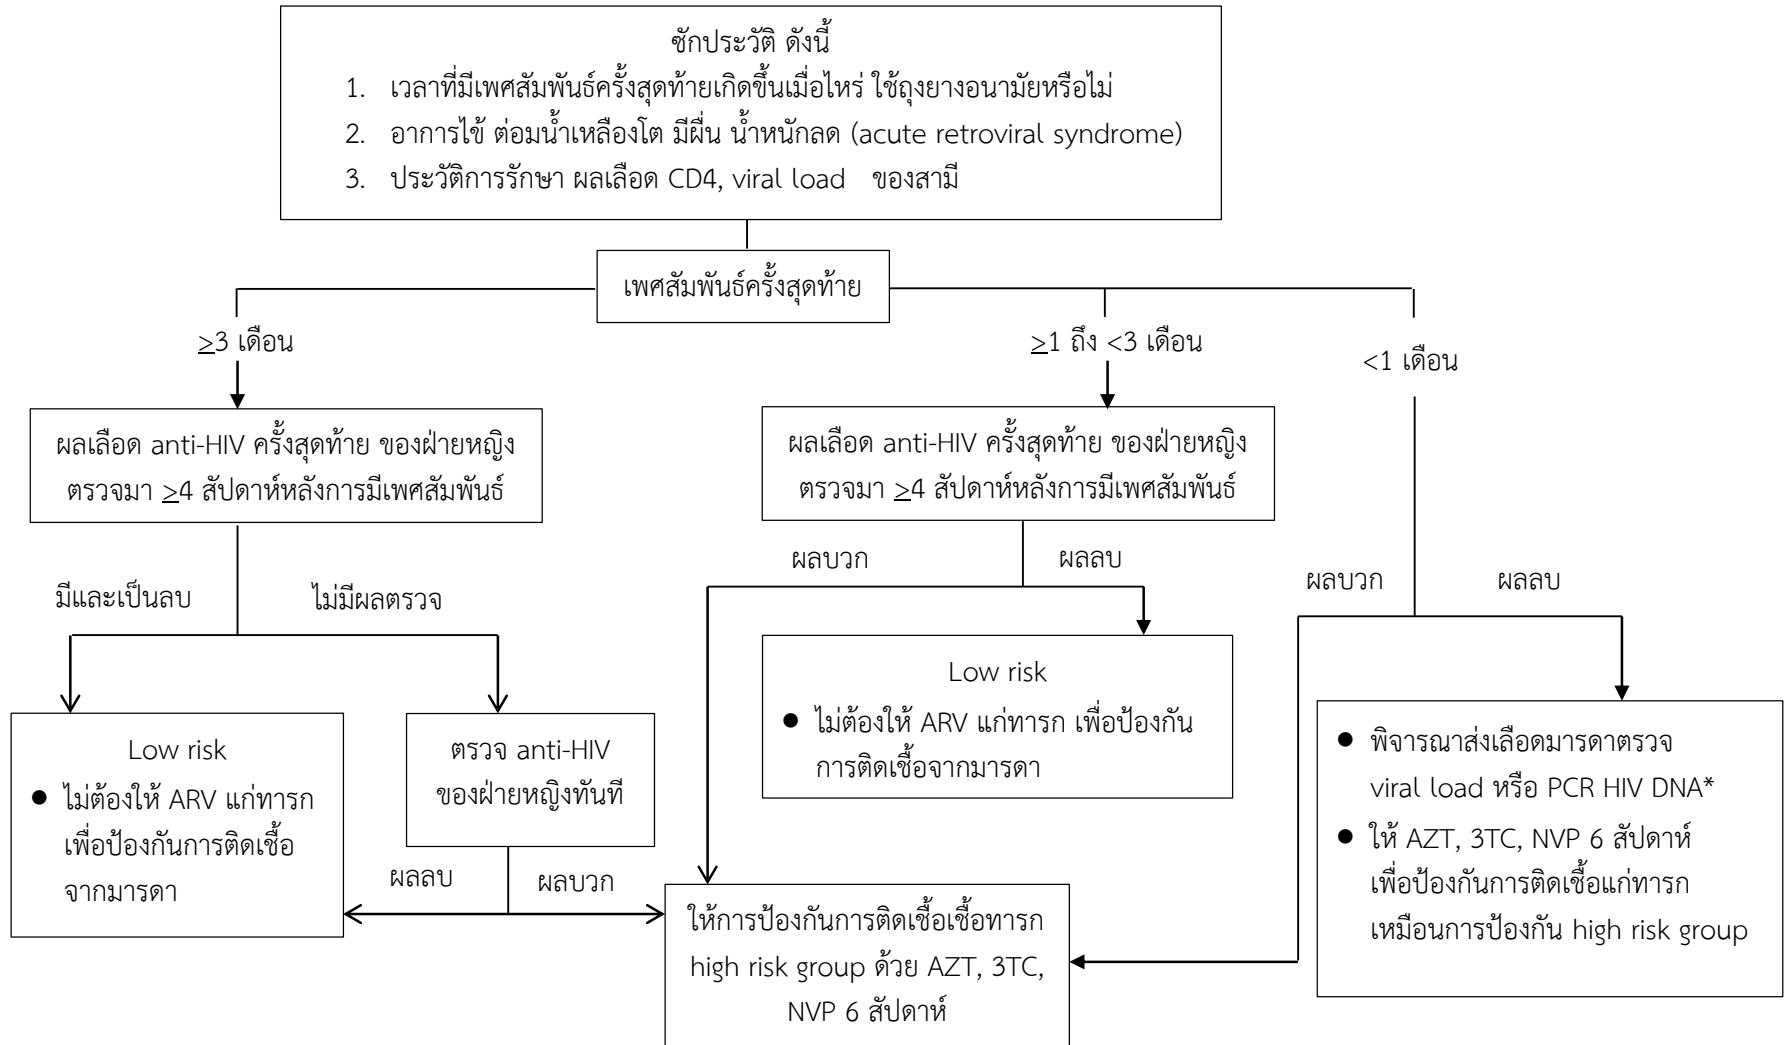 ซักประวัติ ดังนี้
1. เวลาที่มีเพศสัมพันธ์ครั้งสุดท้ายเกิดขึ้นเมื่อไหร่ ใช้ถุงยางอนามัยหรือไม่
2. อาการไข้ ต่อมน้ำเหลืองโต มีผื่น น้ำหนักลด (acute retroviral syndrome)
3. ประวัติการรักษา ผลเลือด CD4, viral load ของสามี
เพศสัมพันธ์ครั้งสุดท้าย
≥3 เดือน
≥1 ถึง <3 เดือน
<1 เดือน
ผลเลือด anti-HIV ครั้งสุดท้าย ของฝ่ายหญิง
ตรวจมา ≥4 สัปดาห์หลังการมีเพศสัมพันธ์
ผลเลือด anti-HIV ครั้งสุดท้าย ของฝ่ายหญิง
ตรวจมา ≥4 สัปดาห์หลังการมีเพศสัมพันธ์
มีและเป็นลบ
ไม่มีผลตรวจ
ผลบวก
ผลลบ
ผลบวก
ผลลบ
Low risk
● ไม่ต้องให้ ARV แก่ทารก
เพื่อป้องกันการติดเชื้อ
จากมารดา
ตรวจ anti-HIV
ของฝ่ายหญิงทันที
Low risk
● ไม่ต้องให้ ARV แก่ทารก เพื่อป้องกัน
การติดเชื้อจากมารดา
● พิจารณาส่งเลือดมารดาตรวจ
viral load หรือ PCR HIV DNA*
● ให้ AZT, 3TC, NVP 6 สัปดาห์
เพื่อป้องกันการติดเชื้อแก่ทารก
เหมือนการป้องกัน high risk group
ผลลบ
ผลบวก
ให้การป้องกันการติดเชื้อเชื้อทารก
high risk group ด้วย AZT, 3TC,
NVP 6 สัปดาห์